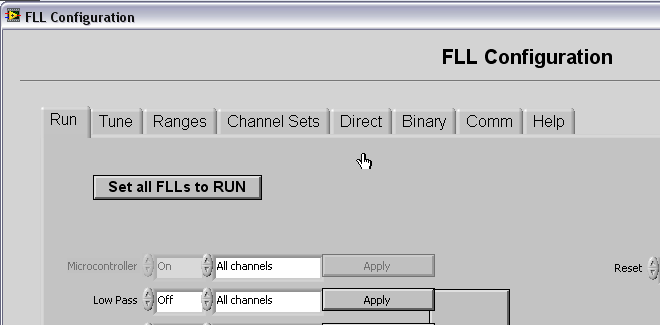 FLL Configuration
FLL Configuration
Run Tune Ranges Channel Sets Direct Binary Comm Help
Set all FLLs to RUN
Microcontroller On All channels Apply Reset
Low Pass Off All channels Apply